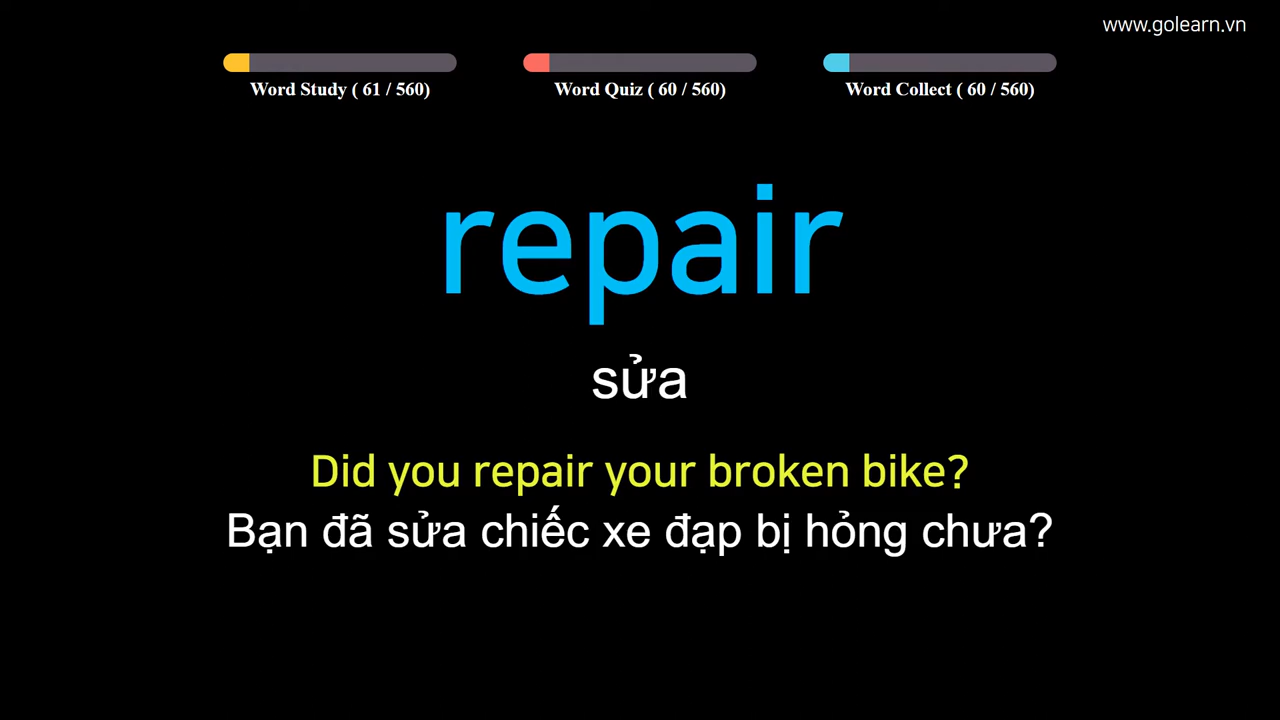 www.golearn.vn
Word Study ( 61 / 560)
Word Quiz ( 60 / 560)
Word Collect ( 60 / 560)
repair
sửa
Did you repair your broken bike?
Bạn đã sửa chiếc xe đạp bị hỏng chưa?